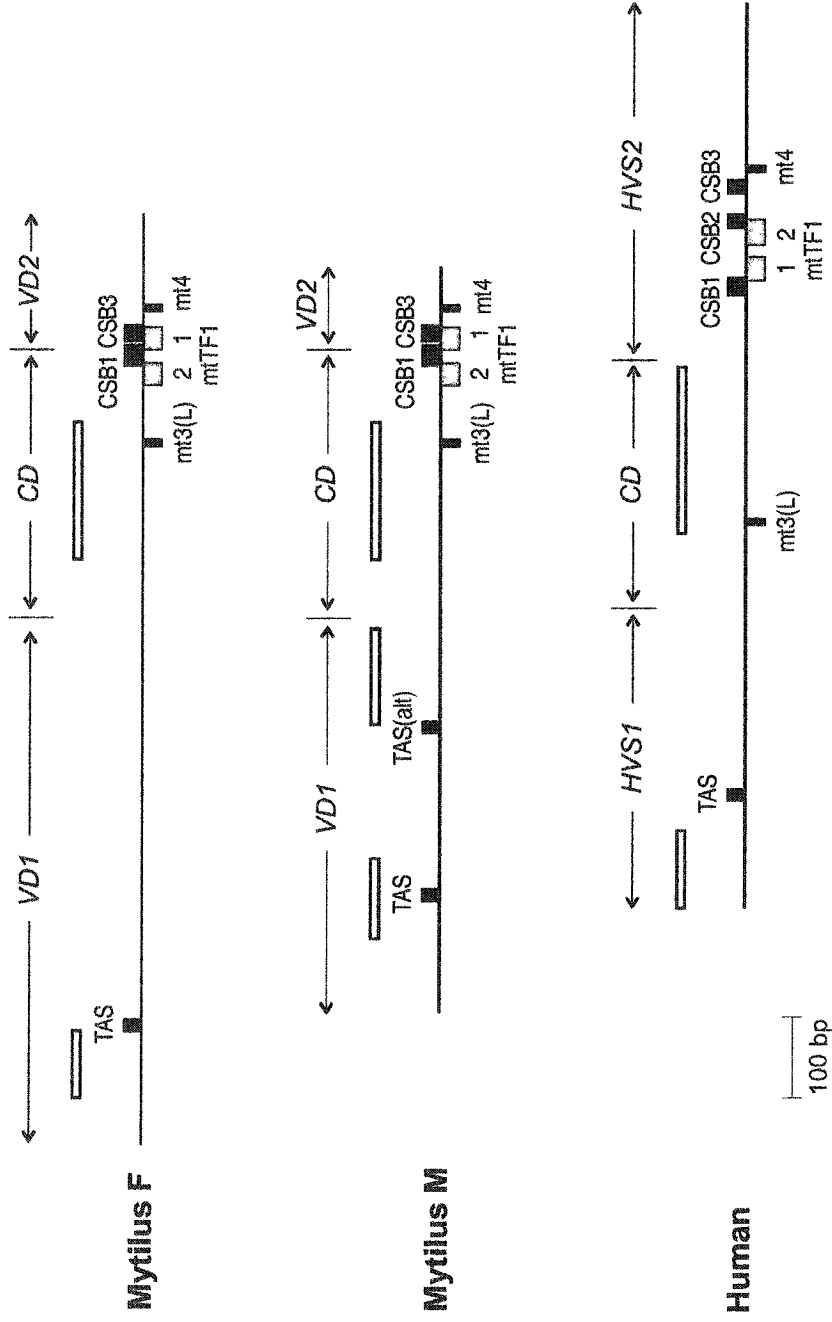 VD1 CD VD2
TAS CSB1 CSB3
mt3(L) 2 1 mt4
mtTF1
Mytilus F
VD1 CD VD2
TAS TAS(alt) CSB1 CSB3
mt3(L) 2 1 mt4
mtTF1
Mytilus M
HVS1 CD HVS2
TAS CSB1 CSB2 CSB3
mt3(L) 1 2 mt4
mtTF1
Human
100 bp